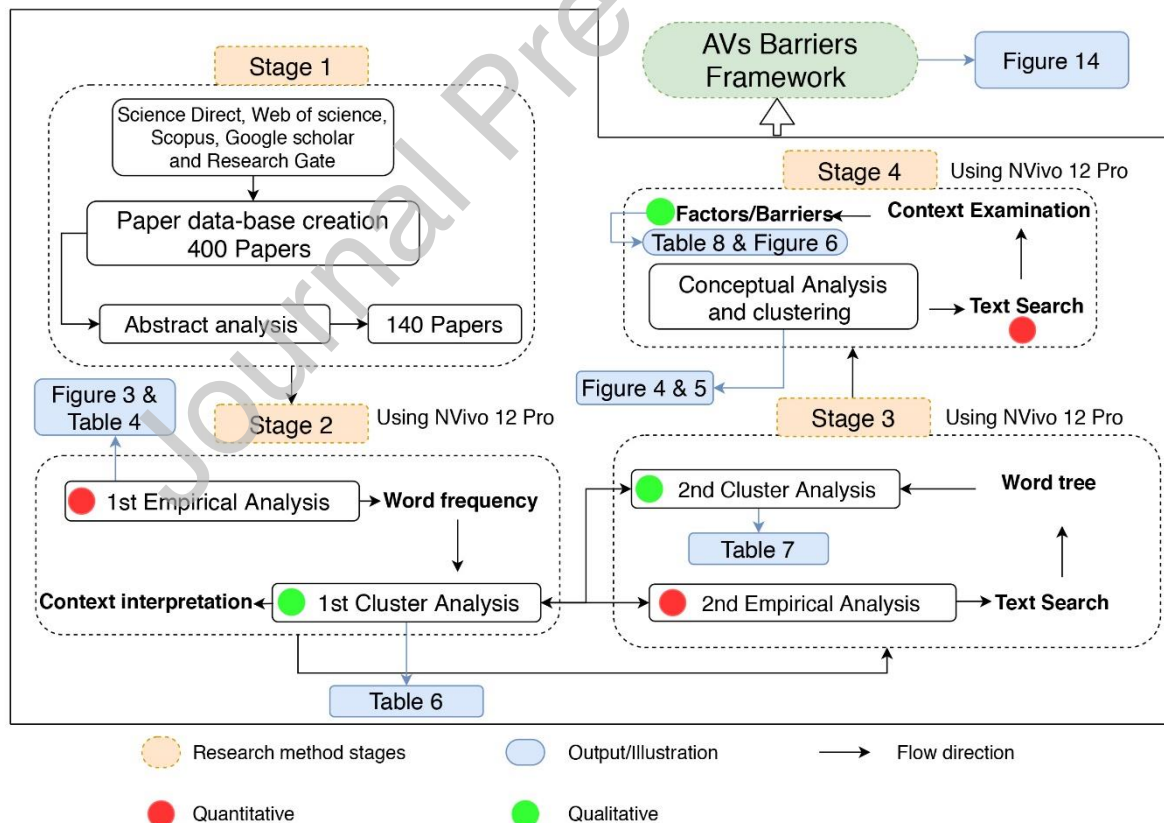 Stage 1
Science Direct, Web of science,
Scopus, Google scholar
and Research Gate
Paper data-base creation
400 Papers
Abstract analysis
140 Papers
AVs Barriers
Framework
Figure 14
Stage 4
Using NVivo 12 Pro
Factors/Barriers
Context Examination
Table 8 & Figure 6
Conceptual Analysis
and clustering
Text Search
Figure 4 & 5
Figure 3 &
Table 4
Stage 2
Using NVivo 12 Pro
1st Empirical Analysis
Word frequency
Context interpretation
1st Cluster Analysis
Table 6
Stage 3
Using NVivo 12 Pro
2nd Cluster Analysis
Word tree
Table 7
2nd Empirical Analysis
Text Search
Research method stages
Output/Illustration
Flow direction
Quantitative
Qualitative
Journal Pre